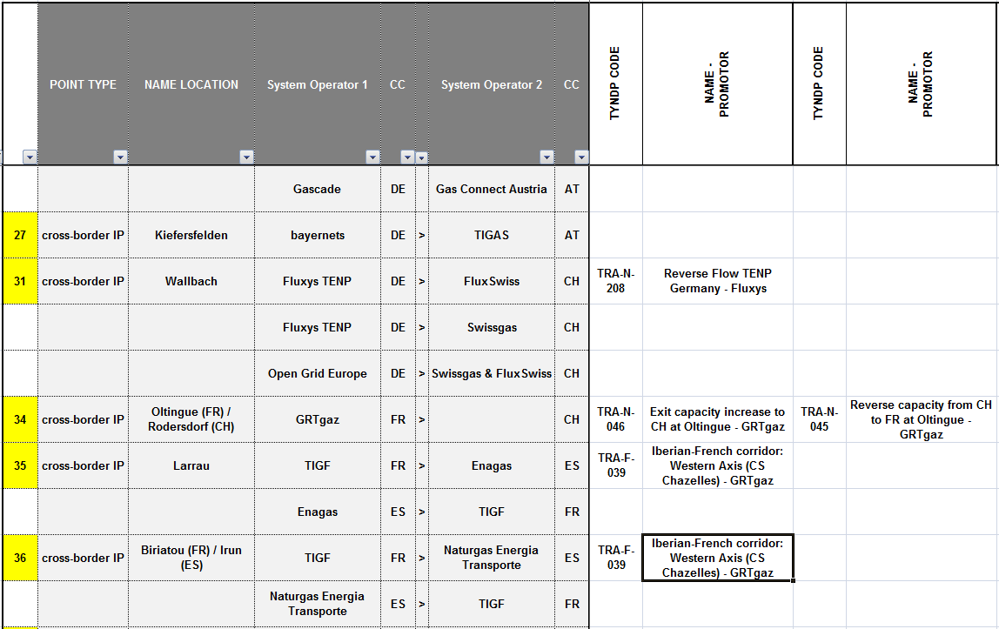 POINT TYPE NAME LOCATION System Operator 1 CC System Operator 2 CC TYNDP CODE NAME - PROMOTOR TYNDP CODE NAME - PROMOTOR
Gascade DE Gas Connect Austria AT
27 cross-border IP Kiefersfelden bayernets DE > TIGAS AT
31 cross-border IP Wallbach Fluxys TENP DE > FluxSwiss CH TRA-N-208 Reverse Flow TENP Germany - Fluxys
Fluxys TENP DE > Swissgas CH
Open Grid Europe DE > Swissgas & FluxSwiss CH
34 cross-border IP Oltingue (FR) / Rodersdorf (CH) GRTgaz FR > CH TRA-N-046 Exit capacity increase to CH at Oltingue - GRTgaz TRA-N-045 Reverse capacity from CH to FR at Oltingue - GRTgaz
35 cross-border IP Larrau TIGF FR > Enagas ES TRA-F-039 Iberian-French corridor: Western Axis (CS Chazelles) - GRTgaz
Enagas ES > TIGF FR
36 cross-border IP Biriatou (FR) / Irun (ES) TIGF FR > Naturgas Energia Transporte ES TRA-F-039 Iberian-French corridor: Western Axis (CS Chazelles) - GRTgaz
Naturgas Energia Transporte ES > TIGF FR